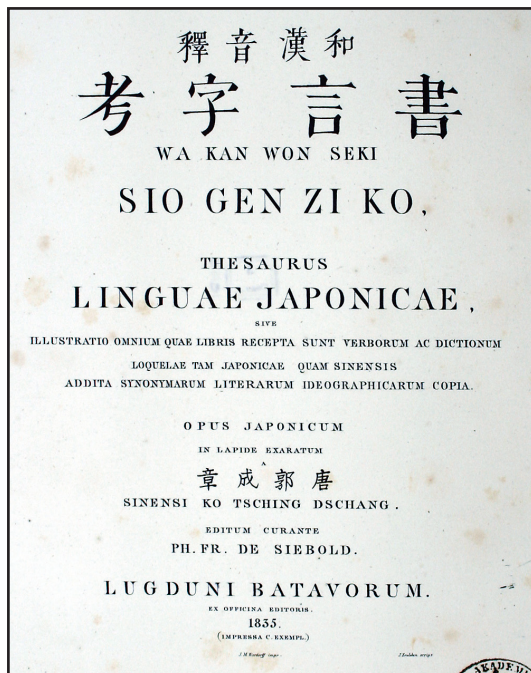 和漢音釋
書言字考
WA KAN WON SEKI
SIO GEN ZI KO,
THESAURUS
LINGUAE JAPONICAE,
SIVE
ILLUSTRATIO OMNIUM QUAE LIBRIS RECEPTA SUNT VERBORUM AC DICTIONUM
LOQUELAE TAM JAPONICAE QUAM SINENSIS
ADDITA SYNONYMARUM LITERARUM IDEOGRAPHICARUM COPIA.
OPUS JAPONICUM
IN LAPIDE EXARATUM
A
唐郭成章
SINENSI KO TSCHING DSCHANG.
EDITUM CURANTE
PH. FR. DE SIEBOLD.
LUGDUNI BATAVORUM.
EX OFFICINA EDITORIS.
1835.
(IMPRESSA C. EXEMPL.)